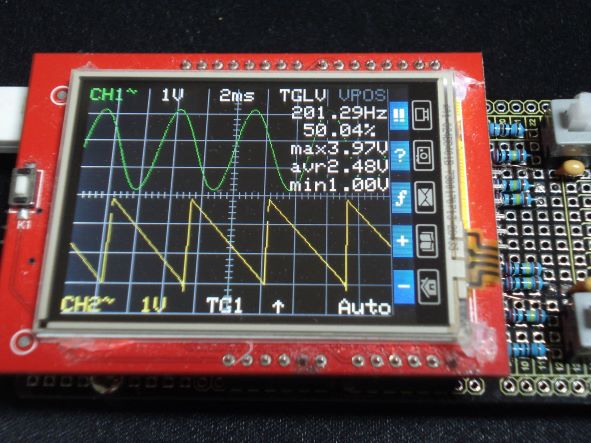 CH1~ 1V 2ms TGLV VPOS
201.29Hz
50.04%
max3.97V
avr2.48V
min1.00V
!!
?
f
+
-
CH2~ 1V TG1 ↑ Auto
K1